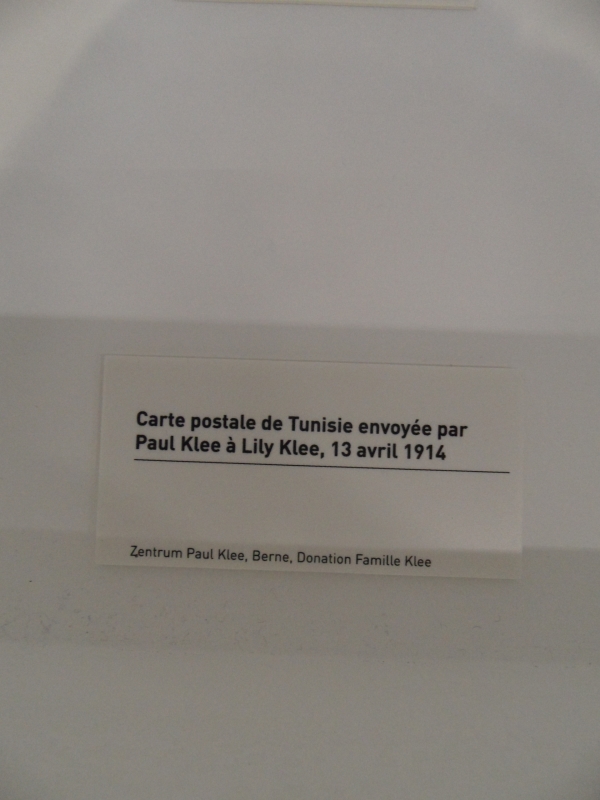 Carte postale de Tunisie envoyée par
Paul Klee à Lily Klee, 13 avril 1914
Zentrum Paul Klee, Berne, Donation Famille Klee